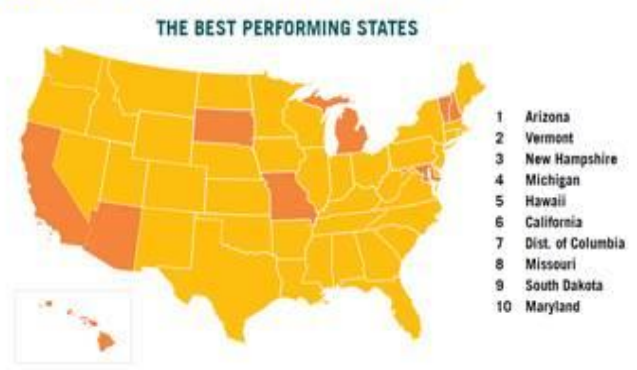 THE BEST PERFORMING STATES
1 Arizona
2 Vermont
3 New Hampshire
4 Michigan
5 Hawaii
6 California
7 Dist. of Columbia
8 Missouri
9 South Dakota
10 Maryland